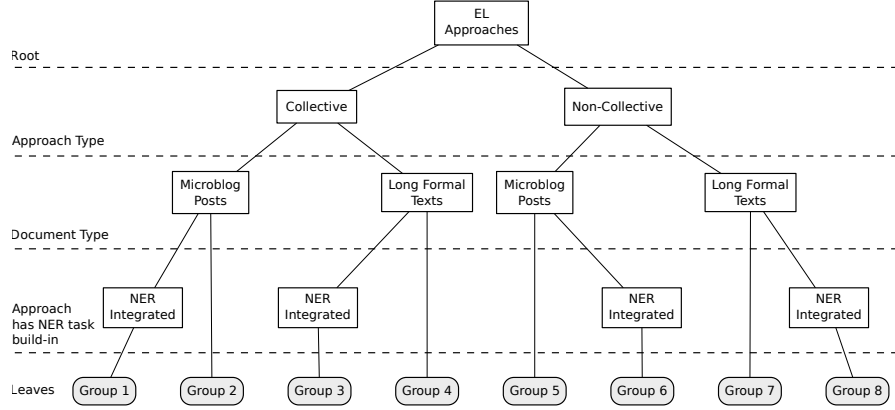 EL
Approaches
Root
Collective
Non-Collective
Approach Type
Microblog
Posts
Long Formal
Texts
Microblog
Posts
Long Formal
Texts
Document Type
NER
Integrated
NER
Integrated
NER
Integrated
NER
Integrated
Approach
has NER task
build-in
Leaves
Group 1
Group 2
Group 3
Group 4
Group 5
Group 6
Group 7
Group 8